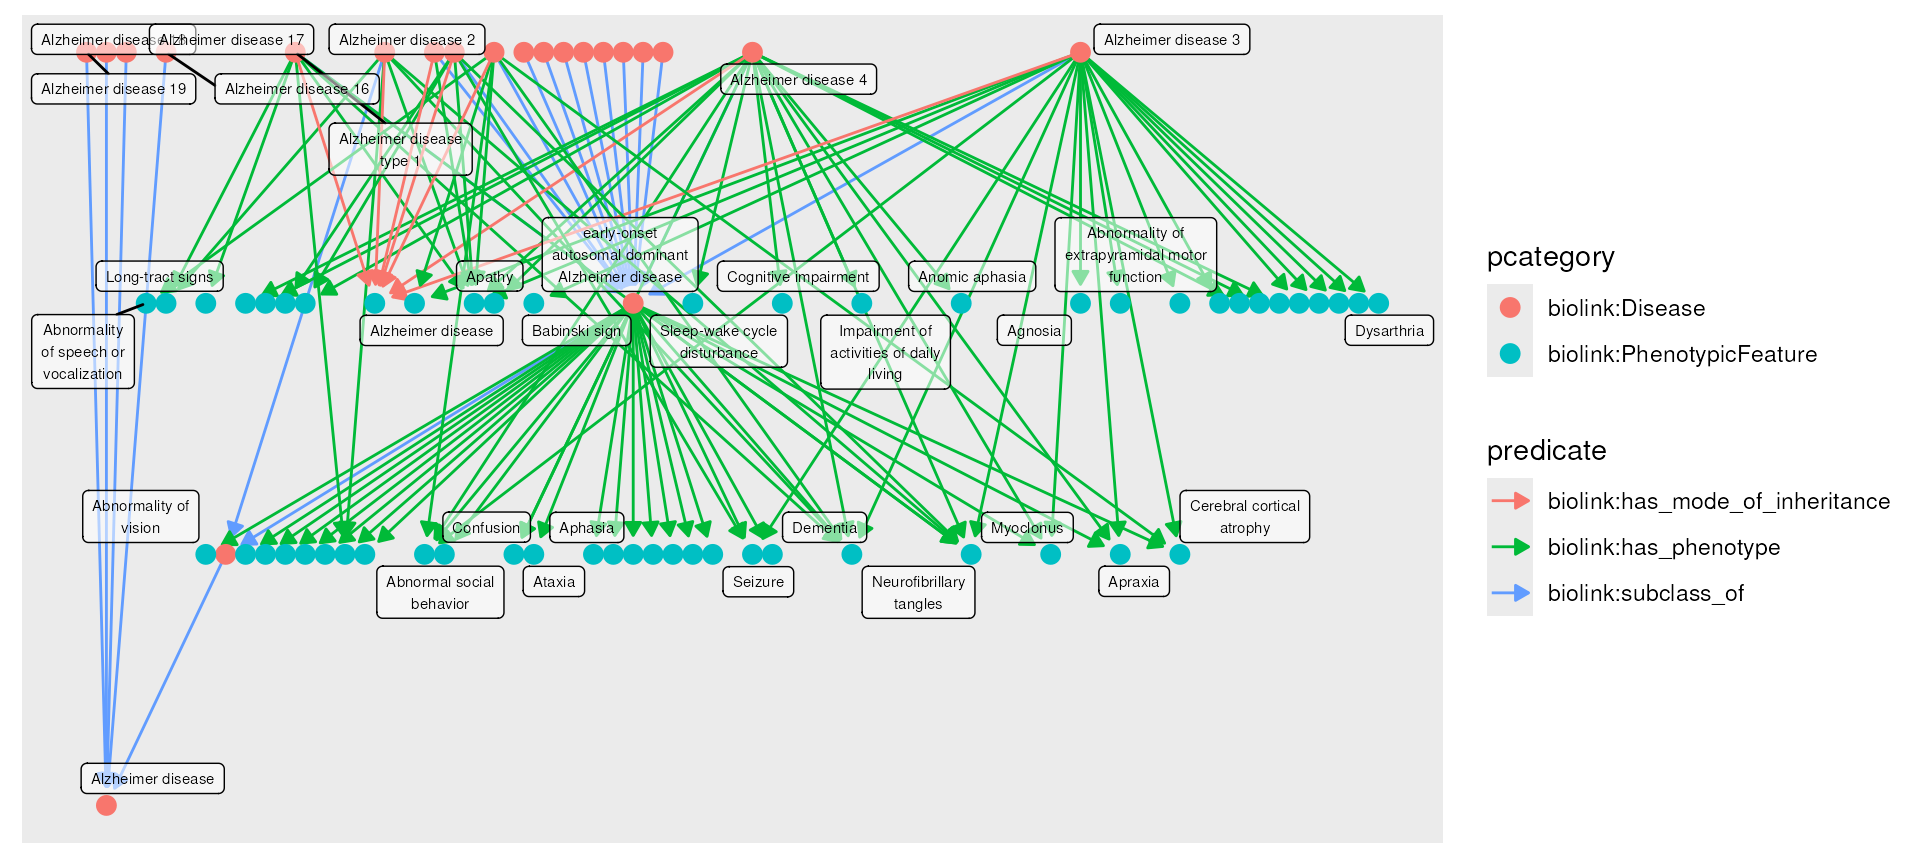 Alzheimer disease
Alzheimer disease 17
Alzheimer disease 2
Alzheimer disease 3
Alzheimer disease 19
Alzheimer disease 16
Alzheimer disease 4
Alzheimer disease
type 1
early-onset
autosomal dominant
Alzheimer disease
Abnormality of
extrapyramidal motor
function
Long-tract signs
Apathy
Cognitive impairment
Anomic aphasia
Abnormality
of speech or
vocalization
Alzheimer disease
Babinski sign
Sleep-wake cycle
disturbance
Impairment of
activities of daily
living
Agnosia
Dysarthria
Abnormality of
vision
Confusion
Aphasia
Dementia
Myoclonus
Cerebral cortical
atrophy
Abnormal social
behavior
Ataxia
Seizure
Neurofibrillary
tangles
Apraxia
Alzheimer disease
pcategory
biolink:Disease
biolink:PhenotypicFeature
predicate
biolink:has_mode_of_inheritance
biolink:has_phenotype
biolink:subclass_of